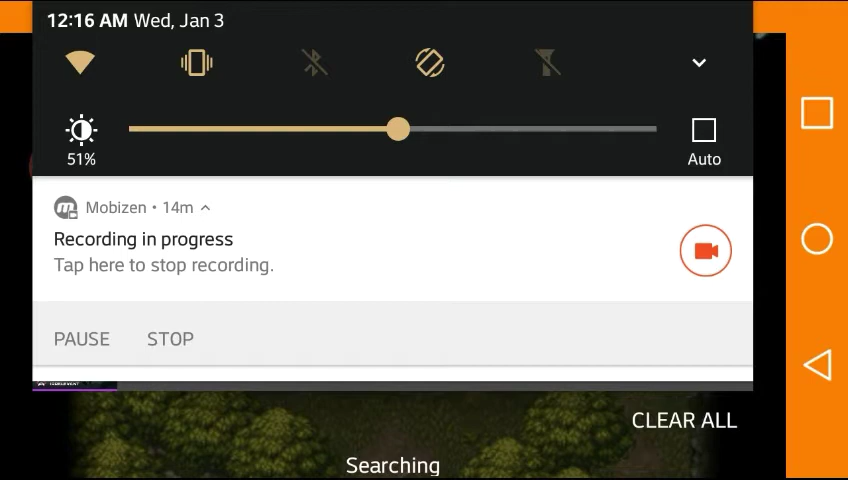 12:16 AM Wed, Jan 3
51%
Auto
Mobizen • 14m
Recording in progress
Tap here to stop recording.
PAUSE STOP
CLEAR ALL
Searching